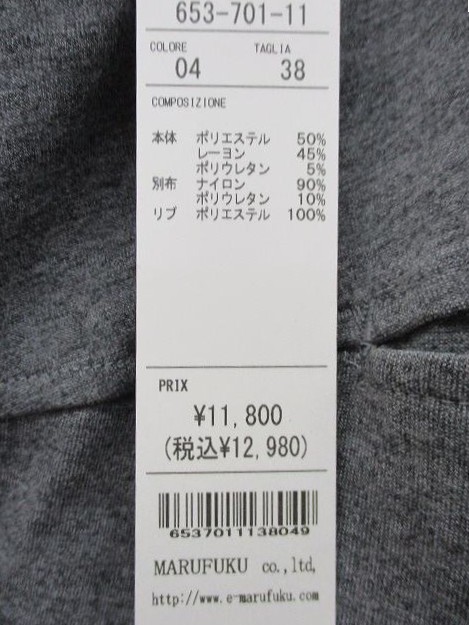 653-701-11
COLORE TAGLIA
04 38
COMPOSIZIONE
本体 ポリエステル 50%
レーヨン 45%
ポリウレタン 5%
別布 ナイロン 90%
ポリウレタン 10%
リブ ポリエステル 100%
PRIX
¥11,800
(税込¥12,980)
6537011138049
MARUFUKU co.,ltd,
http://www.e-marufuku.com